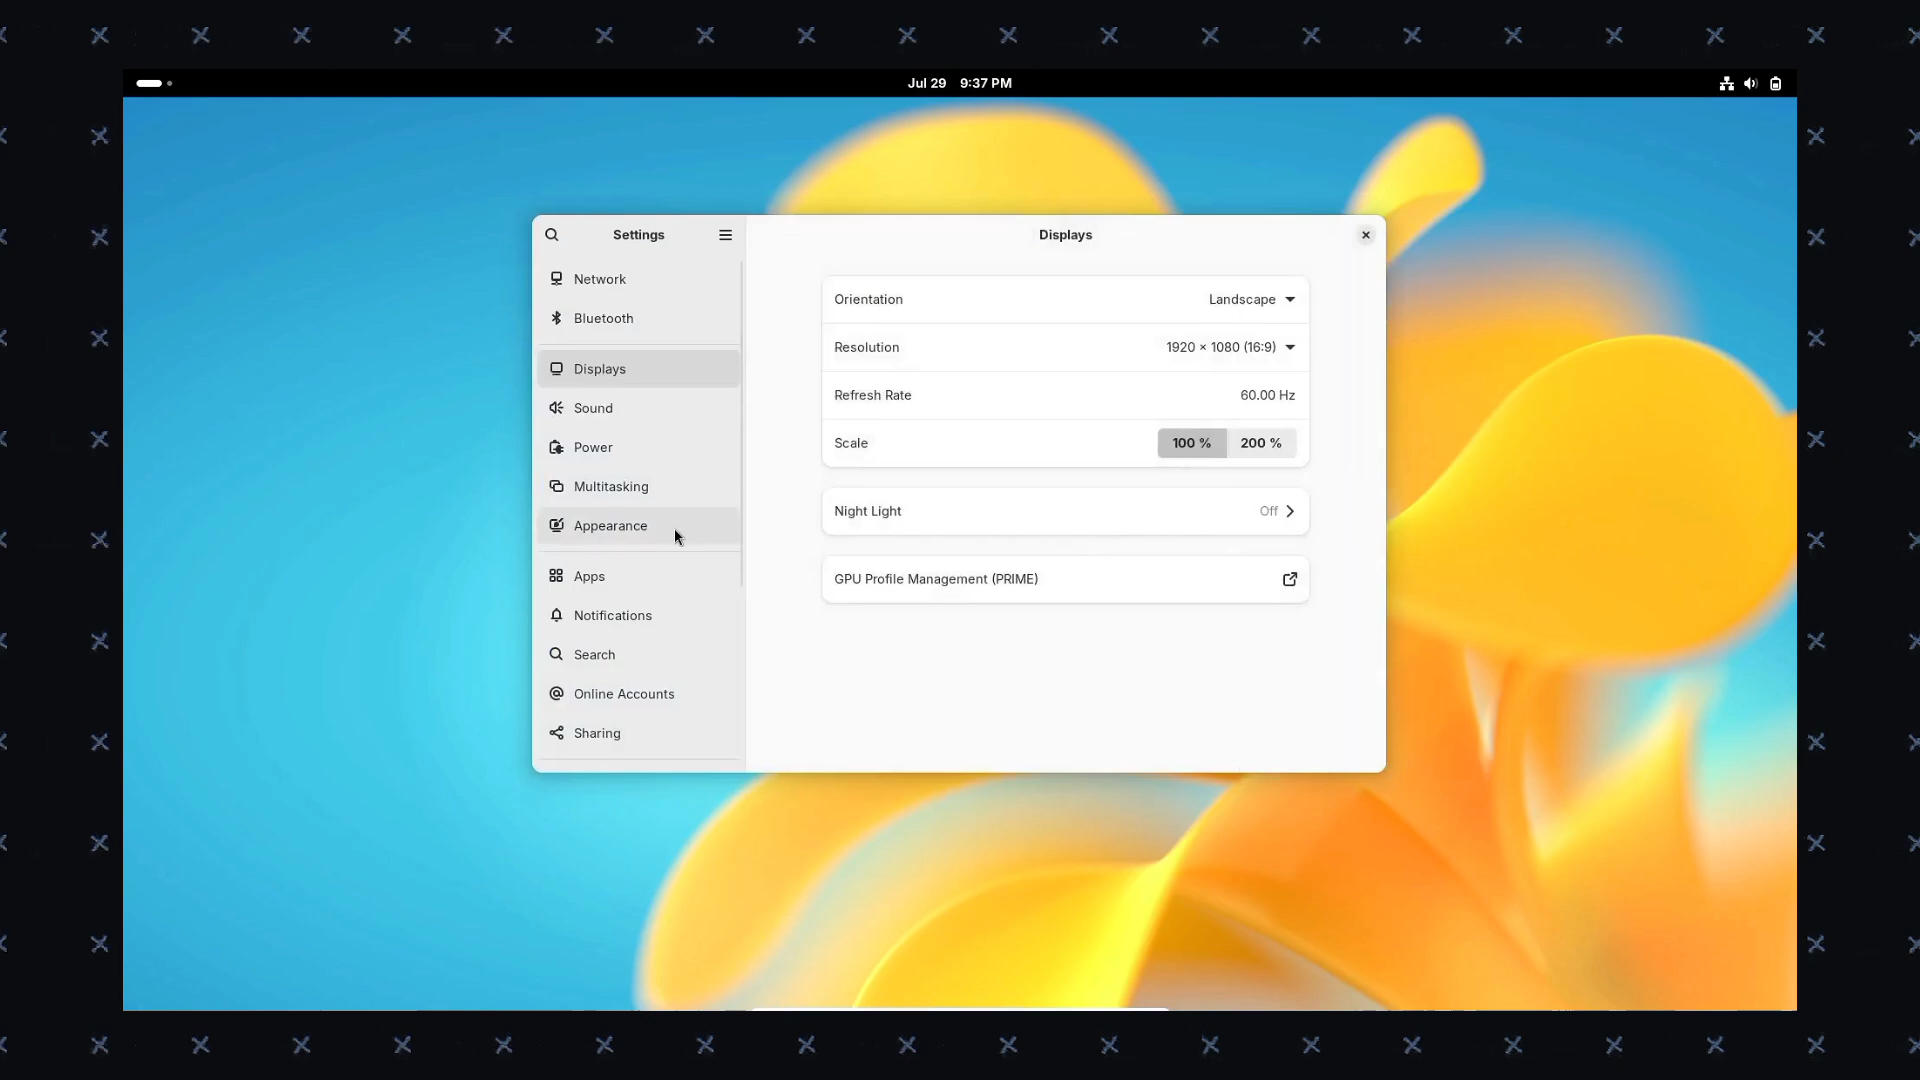 Jul 29 9:37 PM
Settings
Displays
Network
Bluetooth
Displays
Sound
Power
Multitasking
Appearance
Apps
Notifications
Search
Online Accounts
Sharing
Orientation Landscape
Resolution 1920 × 1080 (16:9)
Refresh Rate 60.00 Hz
Scale 100 % 200 %
Night Light Off
GPU Profile Management (PRIME)